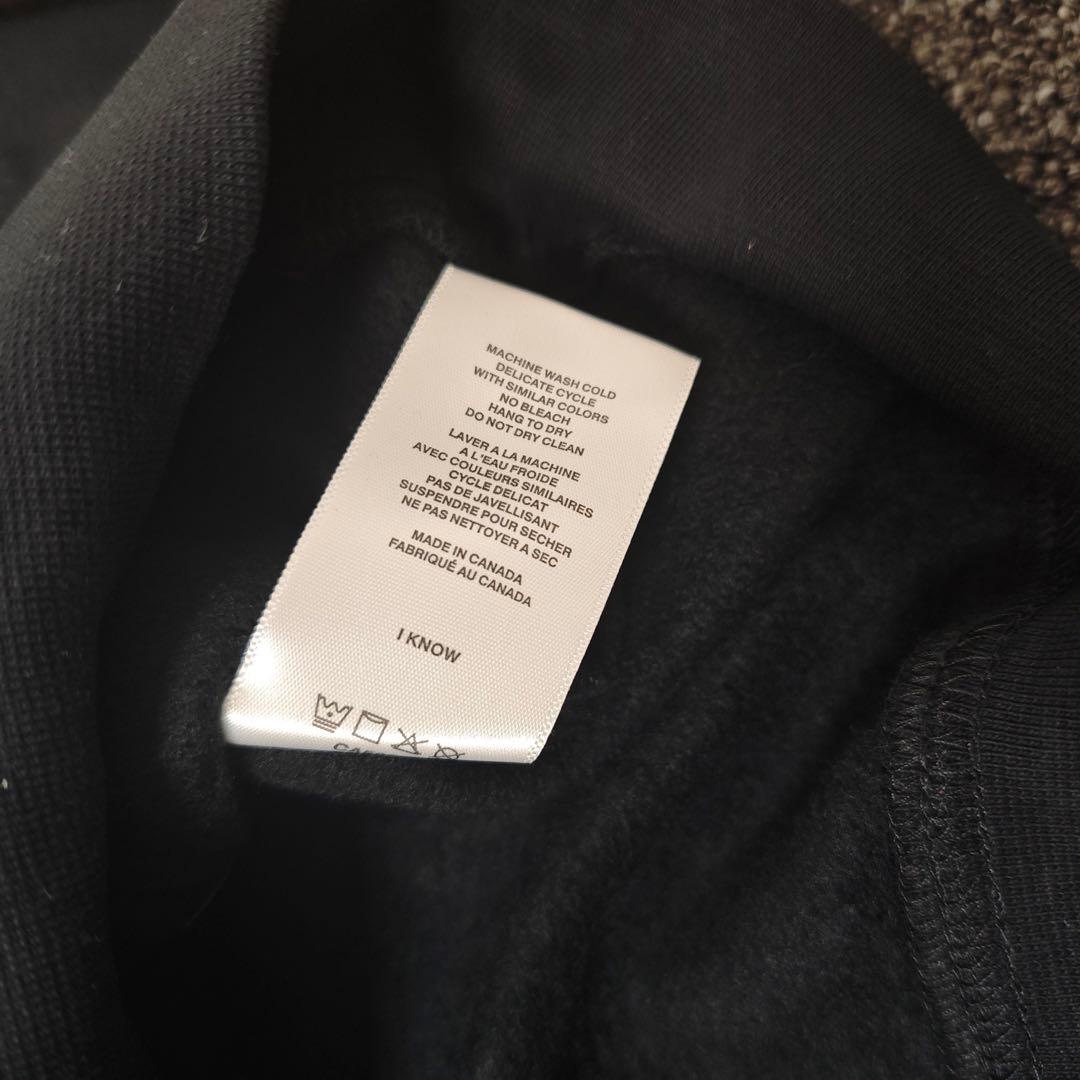 MACHINE WASH COLD
DELICATE CYCLE
WITH SIMILAR COLORS
NO BLEACH
HANG TO DRY
DO NOT DRY CLEAN
LAVER A LA MACHINE
A L'EAU FROIDE
AVEC COULEURS SIMILAIRES
CYCLE DELICAT
PAS DE JAVELLISANT
SUSPENDRE POUR SECHER
NE PAS NETTOYER A SEC
MADE IN CANADA
FABRIQUÉ AU CANADA
I KNOW